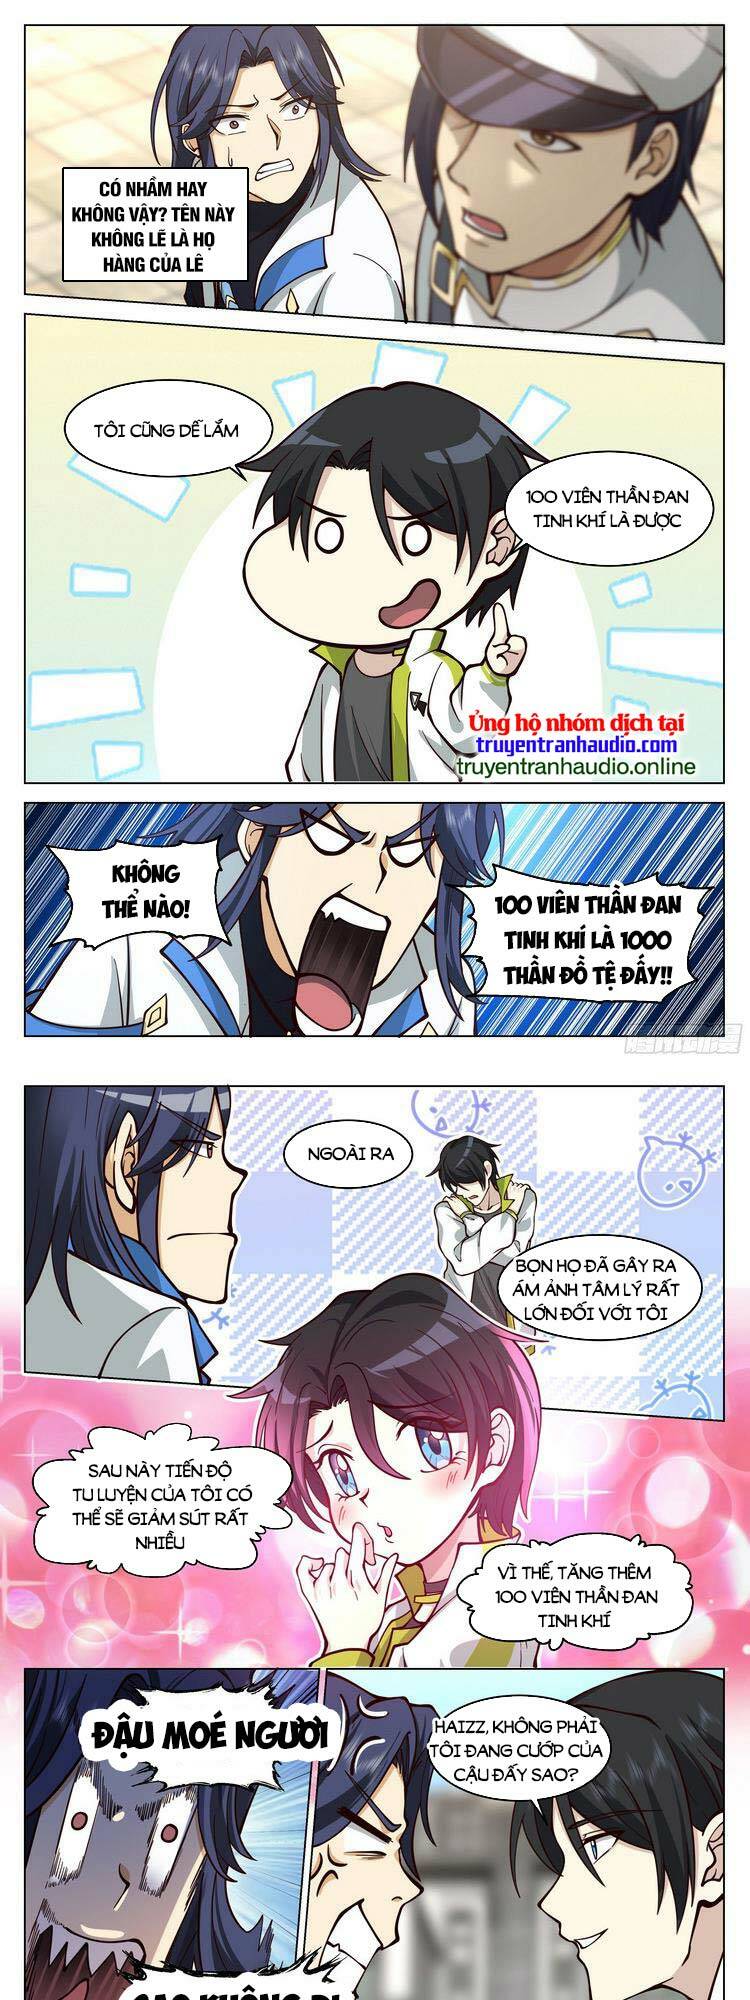 CÓ NHẦM HAY
KHÔNG VẬY? TÊN NÀY
KHÔNG LẼ LÀ HỌ
HÀNG CỦA LÊ
TÔI CŨNG DỄ LẮM
100 VIÊN THẦN ĐAN
TINH KHÍ LÀ ĐƯỢC
Ủng hộ nhóm dịch tại
truyentranhaudio.com
truyentranhaudio.online
KHÔNG
THỂ NÀO!
100 VIÊN THẦN ĐAN
TINH KHÍ LÀ 1000
THẦN ĐỒ TỆ ĐẤY!!
NGOÀI RA
BỌN HỌ ĐÃ GÂY RA
ÁM ẢNH TÂM LÝ RẤT
LỚN ĐỐI VỚI TÔI
SAU NÀY TIẾN ĐỘ
TU LUYỆN CỦA TÔI CÓ
THỂ SẼ GIẢM SÚT RẤT
NHIỀU
VÌ THẾ, TĂNG THÊM
100 VIÊN THẦN ĐAN
TINH KHÍ
ĐẬU MOÉ NGƯƠI
HAIZZ, KHÔNG PHẢI
TÔI ĐANG CƯỚP CỦA
CẬU ĐẤY SAO?
SAO KHÔNG ĐI